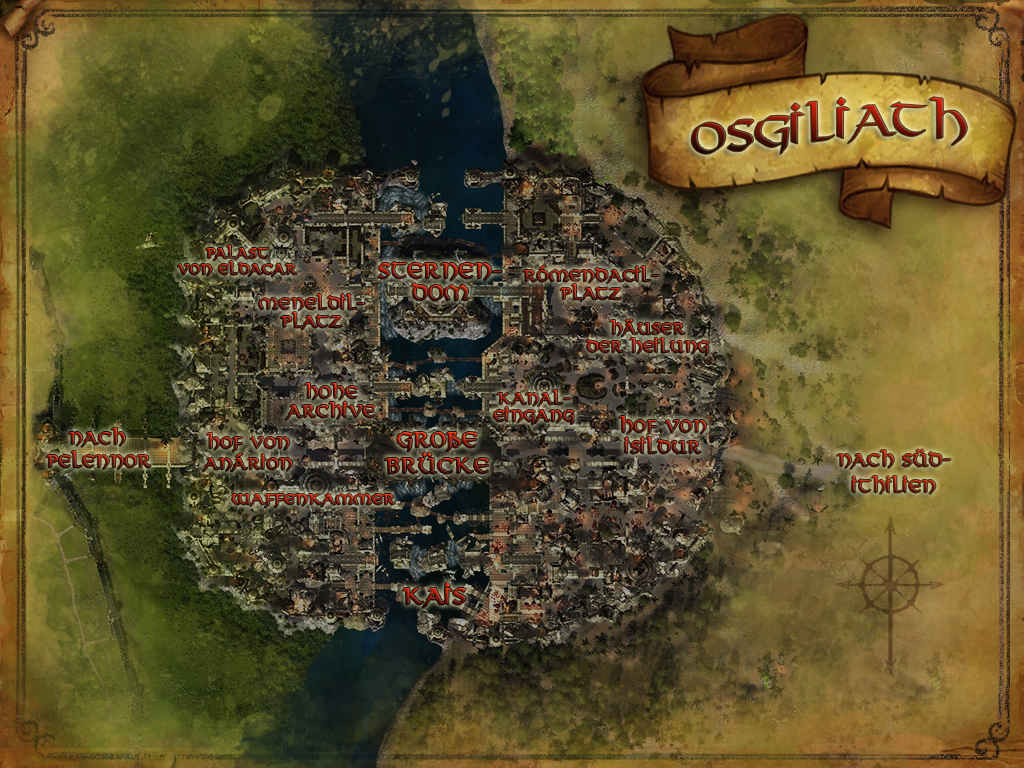 OSGILIATH
PALAST
VON ELDACAR
STERNEN-
DOM
RÓMENDACIL-
PLATZ
MENELDIL-
PLATZ
HÄUSER
DER HEILUNG
HOHE
ARCHIVE
KANAL-
EINGANG
NACH
PELENNOR
HOF VON
ANÁRION
GROßE
BRÜCKE
HOF VON
ISILDUR
NACH SÜD-
ITHILIEN
WAFFENKAMMER
KAIS